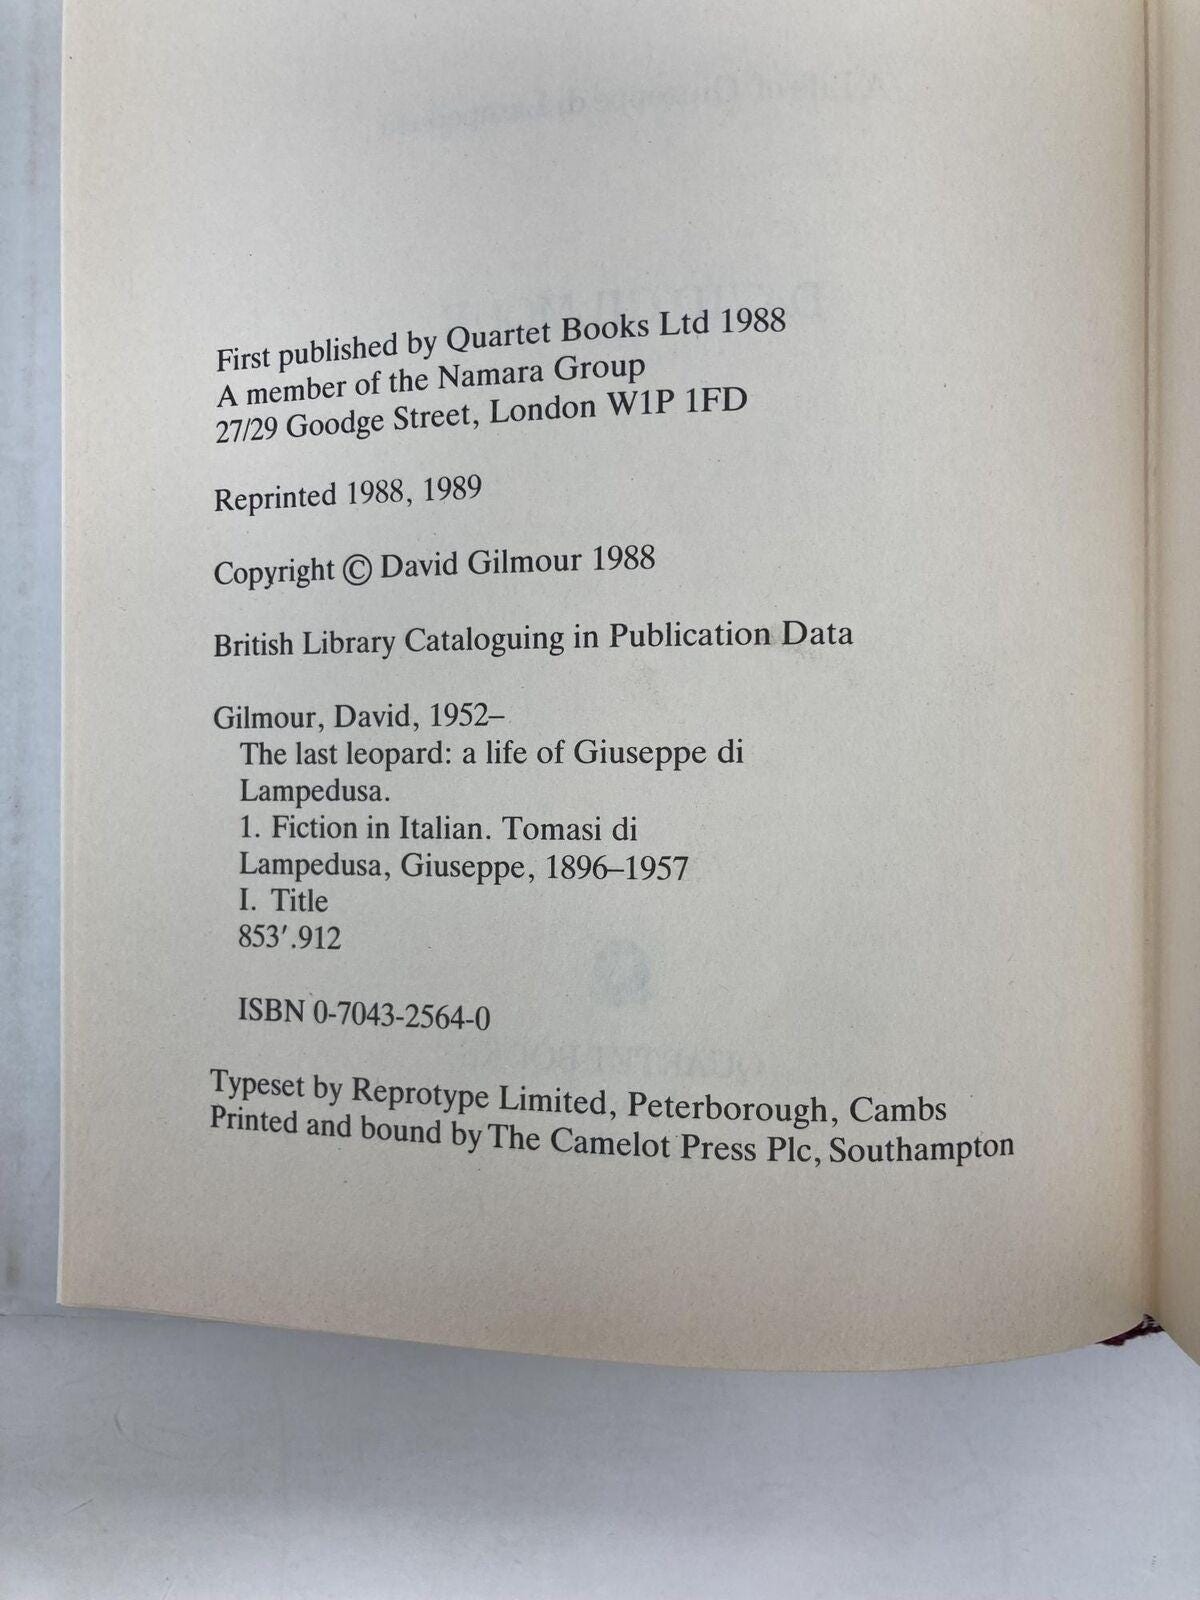 First published by Quartet Books Ltd 1988
A member of the Namara Group
27/29 Goodge Street, London W1P 1FD
Reprinted 1988, 1989
Copyright © David Gilmour 1988
British Library Cataloguing in Publication Data
Gilmour, David, 1952–
The last leopard: a life of Giuseppe di
Lampedusa.
1. Fiction in Italian. Tomasi di
Lampedusa, Giuseppe, 1896–1957
I. Title
853′.912
ISBN 0-7043-2564-0
Typeset by Reprotype Limited, Peterborough, Cambs
Printed and bound by The Camelot Press Plc, Southampton